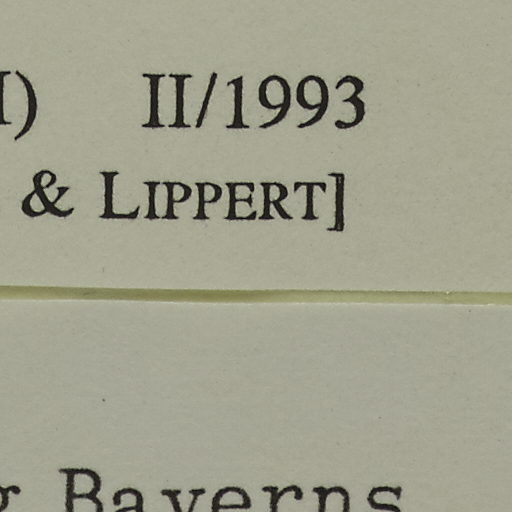 I) II/1993
& LIPPERT]
g Bayerns